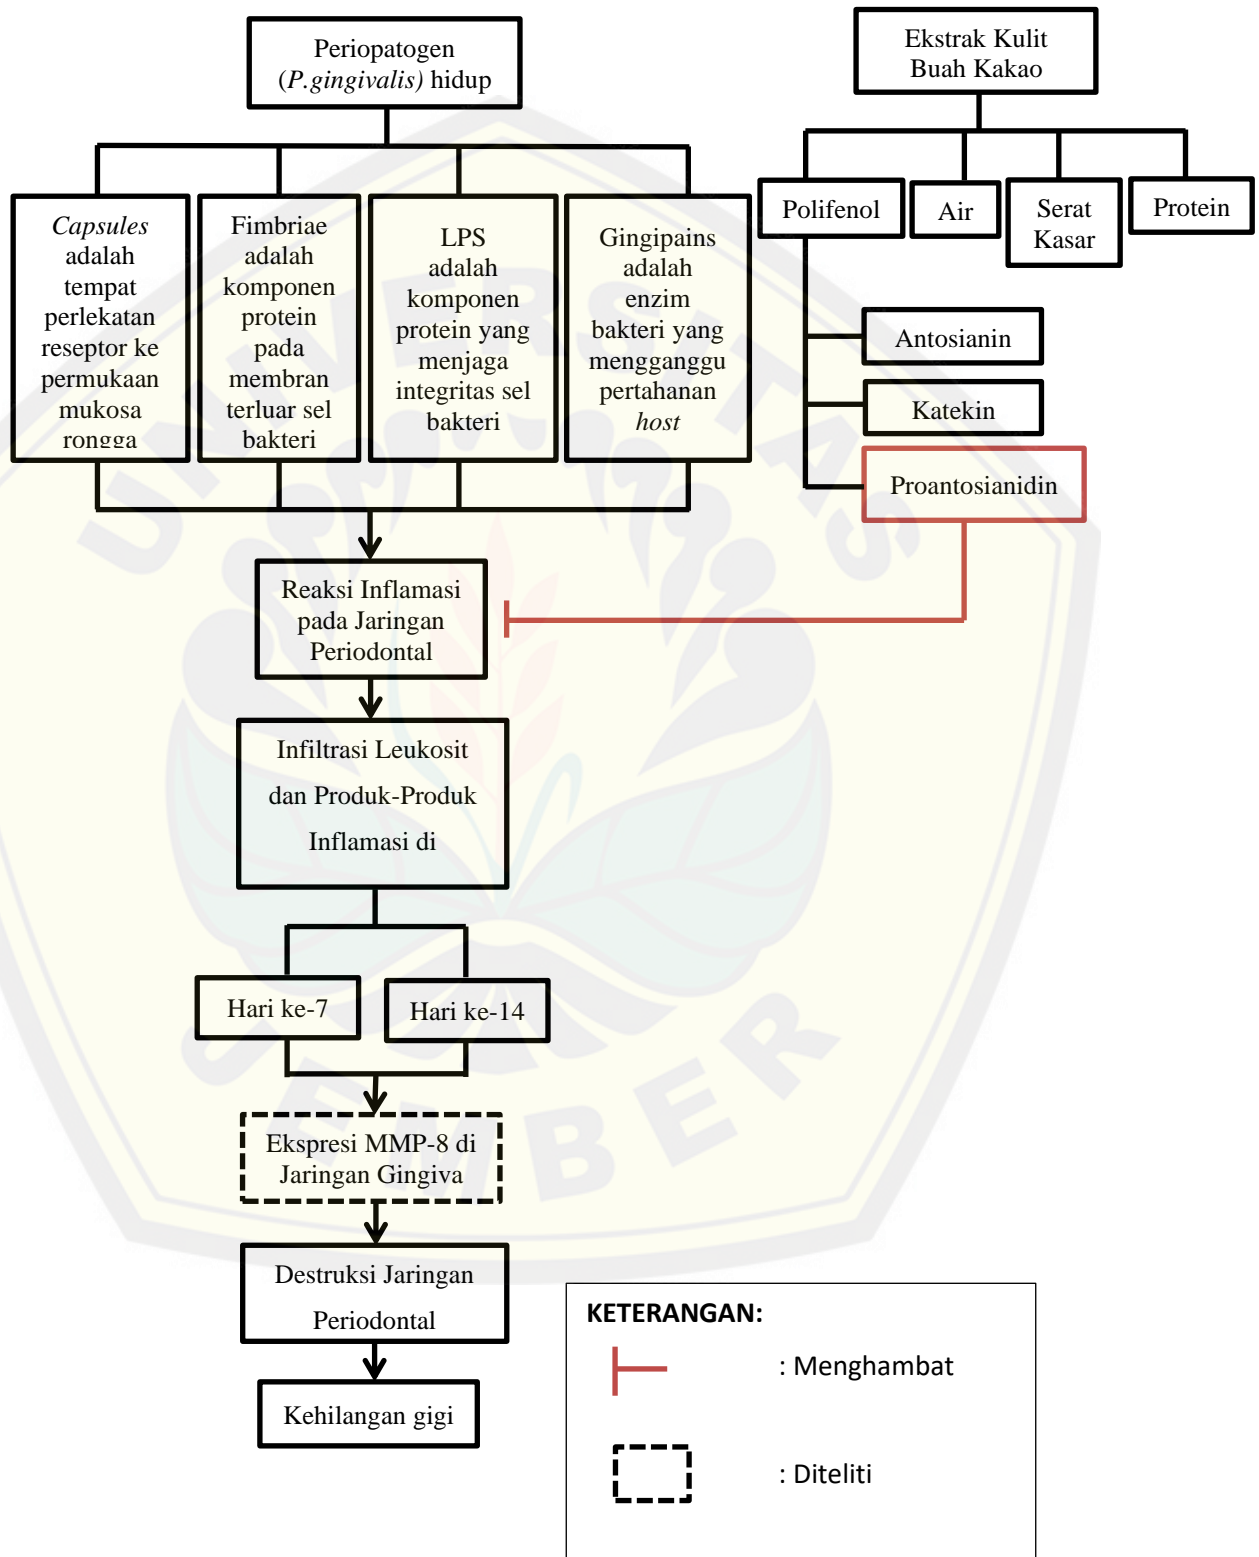 Periopatogen
(P.gingivalis) hidup
Ekstrak Kulit
Buah Kakao
Capsules
adalah
tempat
perlekatan
reseptor ke
permukaan
mukosa
rongga
Fimbriae
adalah
komponen
protein
pada
membran
terluar sel
bakteri
LPS
adalah
komponen
protein yang
menjaga
integritas sel
bakteri
Gingipains
adalah
enzim
bakteri yang
mengganggu
pertahanan
host
Polifenol
Air
Serat
Kasar
Protein
Antosianin
Katekin
Proantosianidin
Reaksi Inflamasi
pada Jaringan
Periodontal
Infiltrasi Leukosit
dan Produk-Produk
Inflamasi di
Hari ke-7
Hari ke-14
Ekspresi MMP-8 di
Jaringan Gingiva
Destruksi Jaringan
Periodontal
Kehilangan gigi
KETERANGAN:
: Menghambat
: Diteliti
UNIVERSITAS
JEMBER